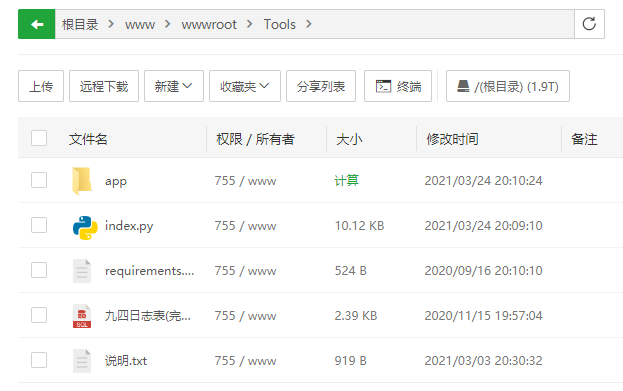 根目录 > www > wwwroot > Tools >
上传 远程下载 新建 收藏夹 分享列表 终端 /(根目录) (1.9T)
文件名 权限 / 所有者 大小 修改时间 备注
app 755 / www 计算 2021/03/24 20:10:24
index.py 755 / www 10.12 KB 2021/03/24 20:09:10
requirements.... 755 / www 524 B 2020/09/16 20:10:10
SQL 九四日志表(完... 755 / www 2.39 KB 2020/11/15 19:57:04
说明.txt 755 / www 919 B 2021/03/03 20:30:32